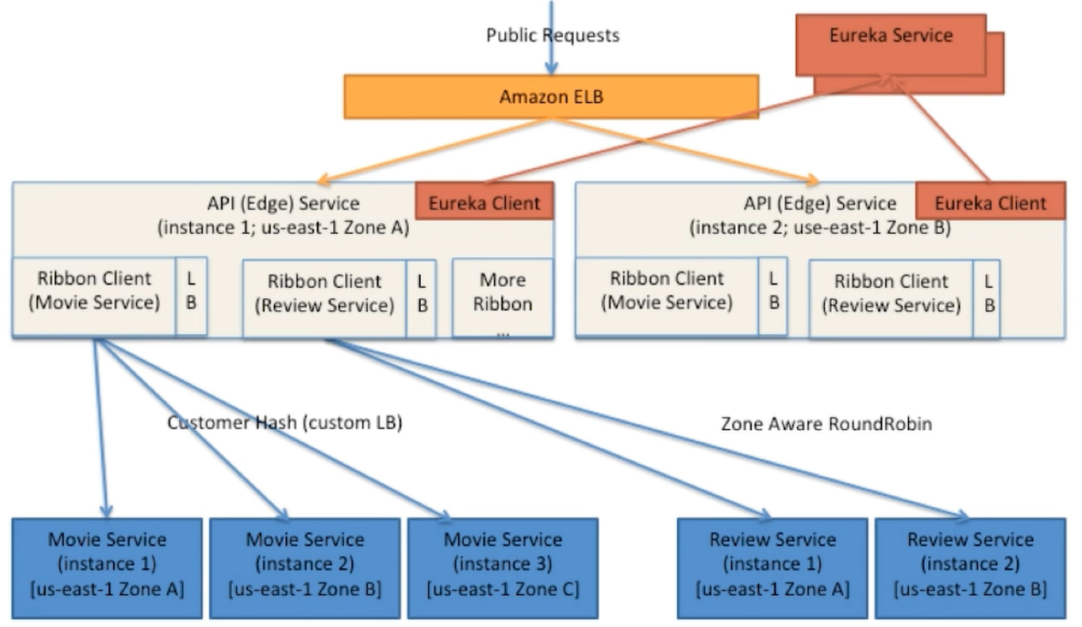 Public Requests
Eureka Service
Amazon ELB
API (Edge) Service
(instance 1; us-east-1 Zone A)
Eureka Client
API (Edge) Service
(instance 2; use-east-1 Zone B)
Eureka Client
Ribbon Client
(Movie Service)
L
B
Ribbon Client
(Review Service)
L
B
More
Ribbon
...
Ribbon Client
(Movie Service)
L
B
Ribbon Client
(Review Service)
L
B
Customer Hash (custom LB)
Zone Aware RoundRobin
Movie Service
(instance 1)
[us-east-1 Zone A]
Movie Service
(instance 2)
[us-east-1 Zone B]
Movie Service
(instance 3)
[us-east-1 Zone C]
Review Service
(instance 1)
[us-east-1 Zone A]
Review Service
(instance 2)
[us-east-1 Zone B]